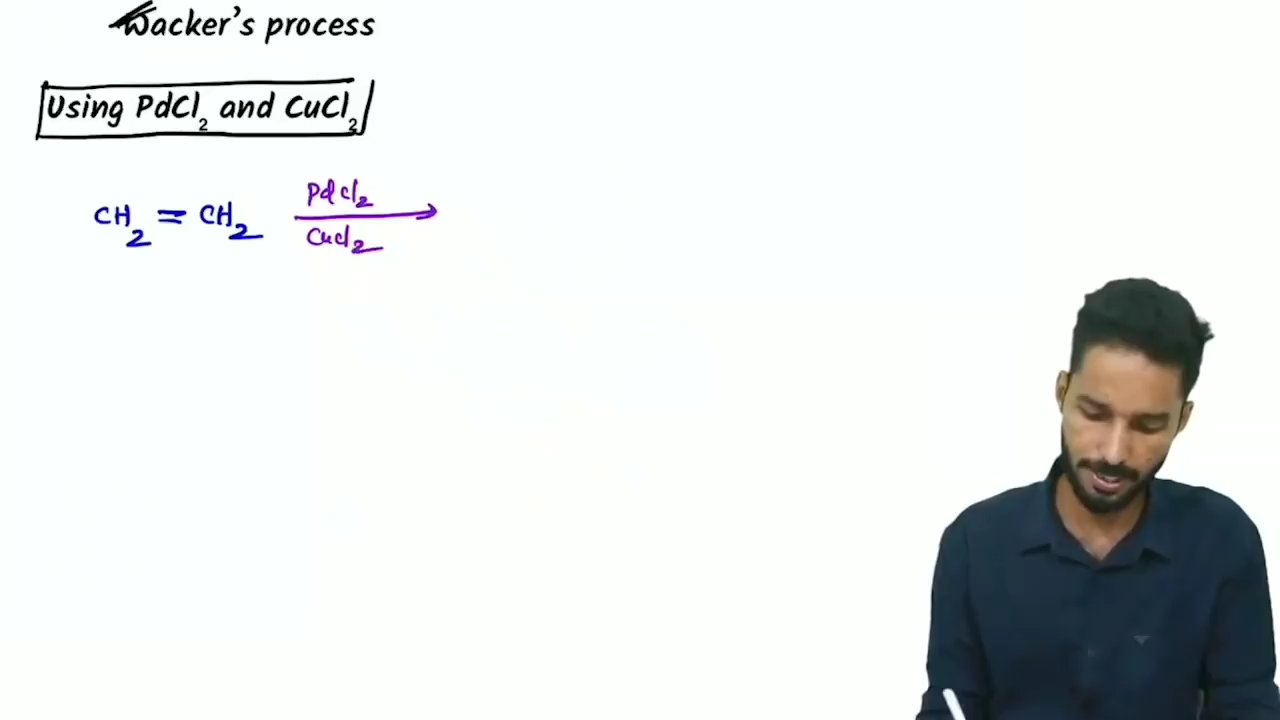 Wacker's process
Using PdCl₂ and CuCl₂
CH₂ = CH₂ PdCl₂
CuCl₂